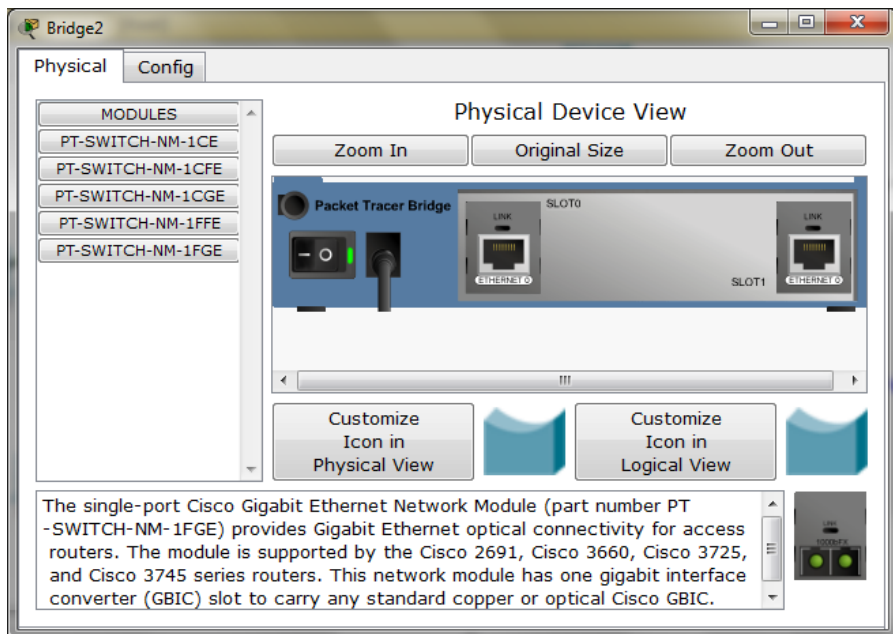 Bridge2
Physical
Config
MODULES
PT-SWITCH-NM-1CE
PT-SWITCH-NM-1CFE
PT-SWITCH-NM-1CGE
PT-SWITCH-NM-1FFE
PT-SWITCH-NM-1FGE
Physical Device View
Zoom In
Original Size
Zoom Out
Packet Tracer Bridge
SLOT0
LINK
ETHERNET 0
SLOT1
LINK
ETHERNET 0
Customize
Icon in
Physical View
Customize
Icon in
Logical View
The single-port Cisco Gigabit Ethernet Network Module (part number PT
-SWITCH-NM-1FGE) provides Gigabit Ethernet optical connectivity for access
routers. The module is supported by the Cisco 2691, Cisco 3660, Cisco 3725,
and Cisco 3745 series routers. This network module has one gigabit interface
converter (GBIC) slot to carry any standard copper or optical Cisco GBIC.
LINK
1000bFX